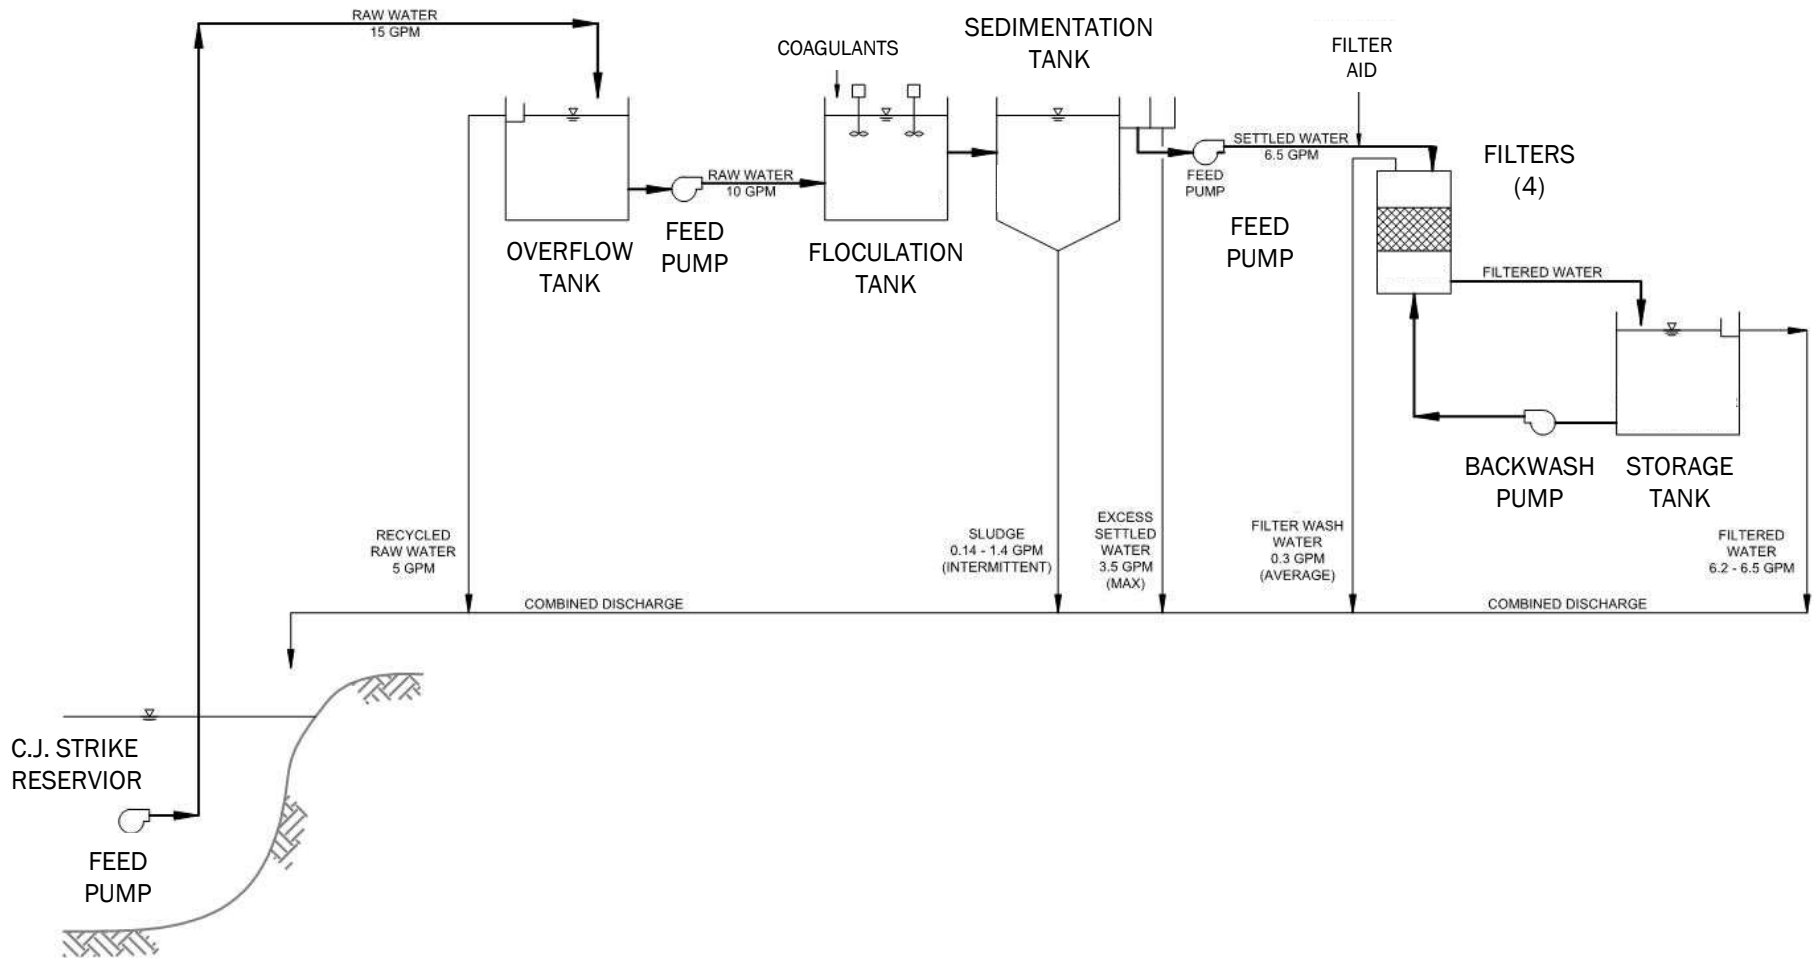 RAW WATER
15 GPM
COAGULANTS
SEDIMENTATION
TANK
FILTER
AID
SETTLED WATER
6.5 GPM
FILTERS
(4)
FEED
PUMP
RAW WATER
10 GPM
OVERFLOW
TANK
FEED
PUMP
FLOCULATION
TANK
FEED
PUMP
FILTERED WATER
BACKWASH
PUMP
STORAGE
TANK
RECYCLED
RAW WATER
5 GPM
SLUDGE
0.14 - 1.4 GPM
(INTERMITTENT)
EXCESS
SETTLED
WATER
3.5 GPM
(MAX)
FILTER WASH
WATER
0.3 GPM
(AVERAGE)
FILTERED
WATER
6.2 - 6.5 GPM
COMBINED DISCHARGE
COMBINED DISCHARGE
C.J. STRIKE
RESERVIOR
FEED
PUMP